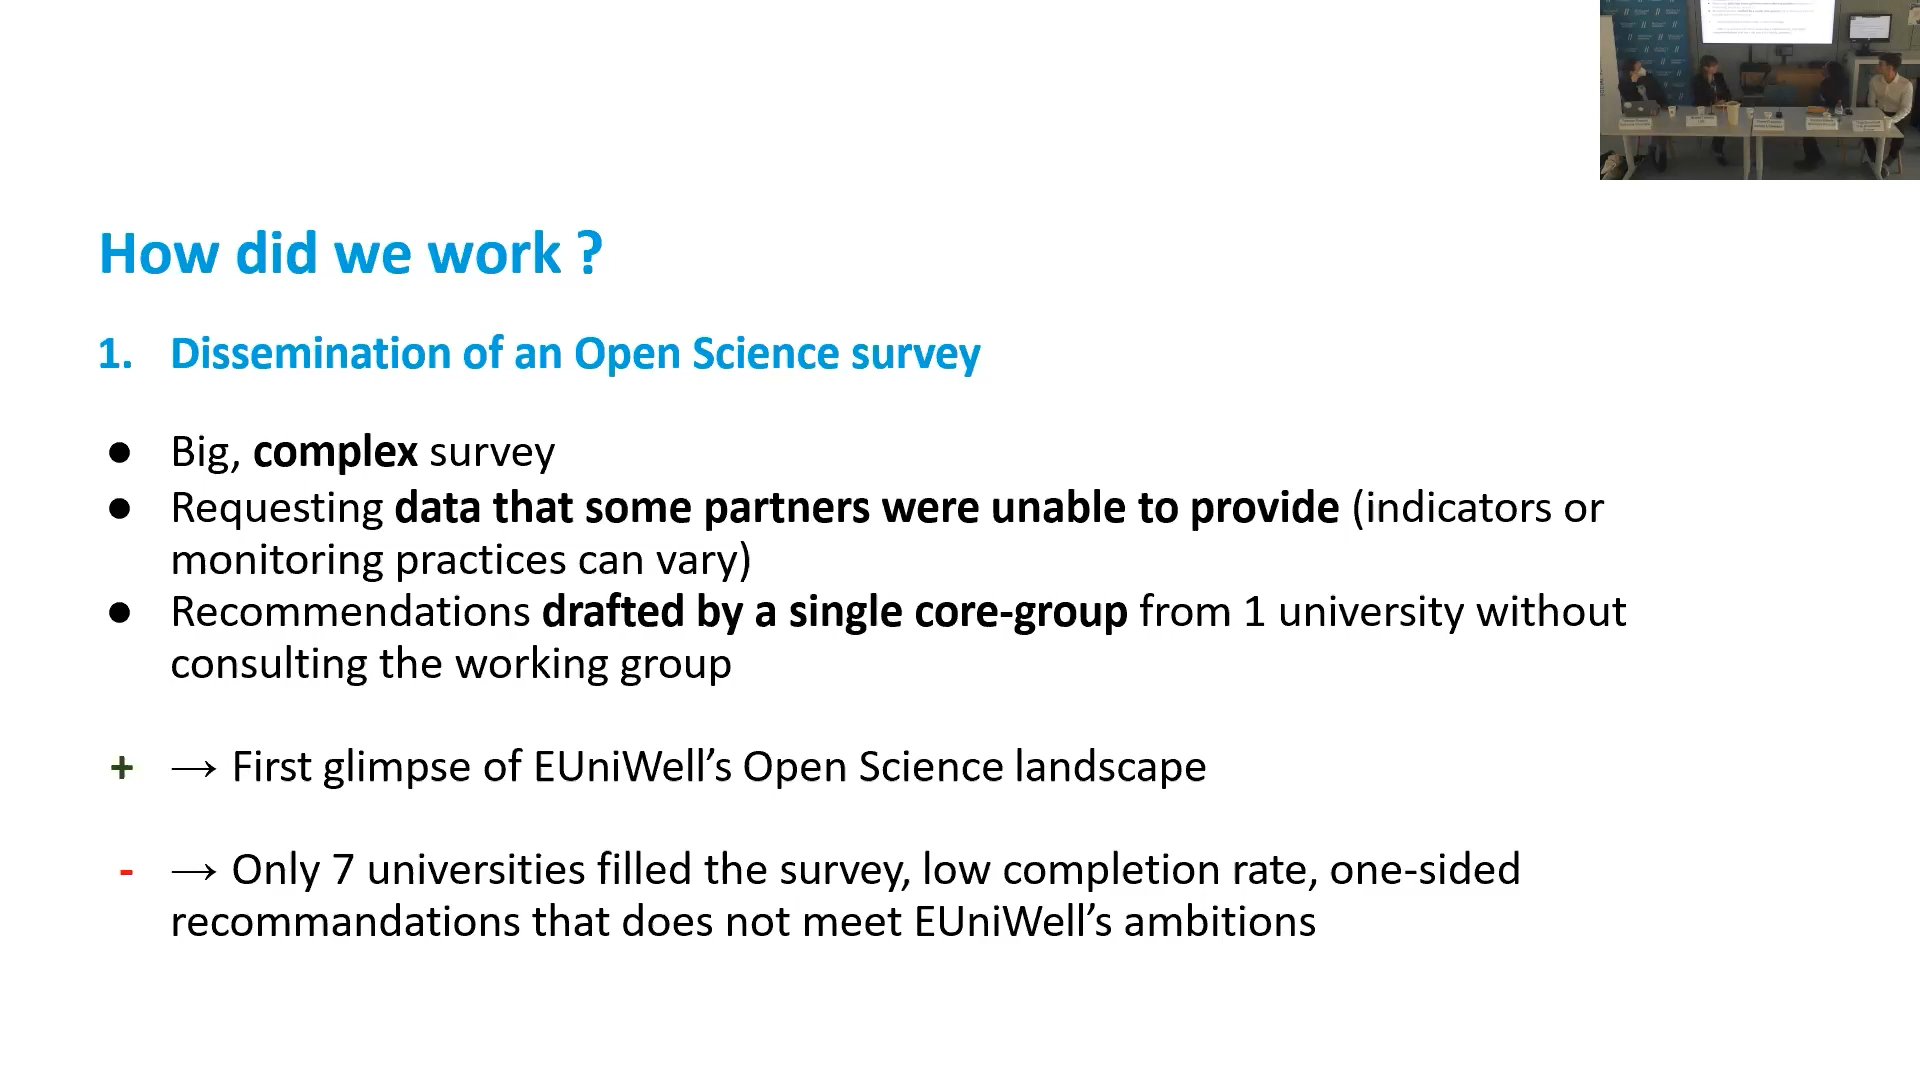 How did we work ?
1. Dissemination of an Open Science survey
● Big, complex survey
● Requesting data that some partners were unable to provide (indicators or
monitoring practices can vary)
● Recommendations drafted by a single core-group from 1 university without
consulting the working group
+ → First glimpse of EUniWell’s Open Science landscape
- → Only 7 universities filled the survey, low completion rate, one-sided
recommandations that does not meet EUniWell’s ambitions